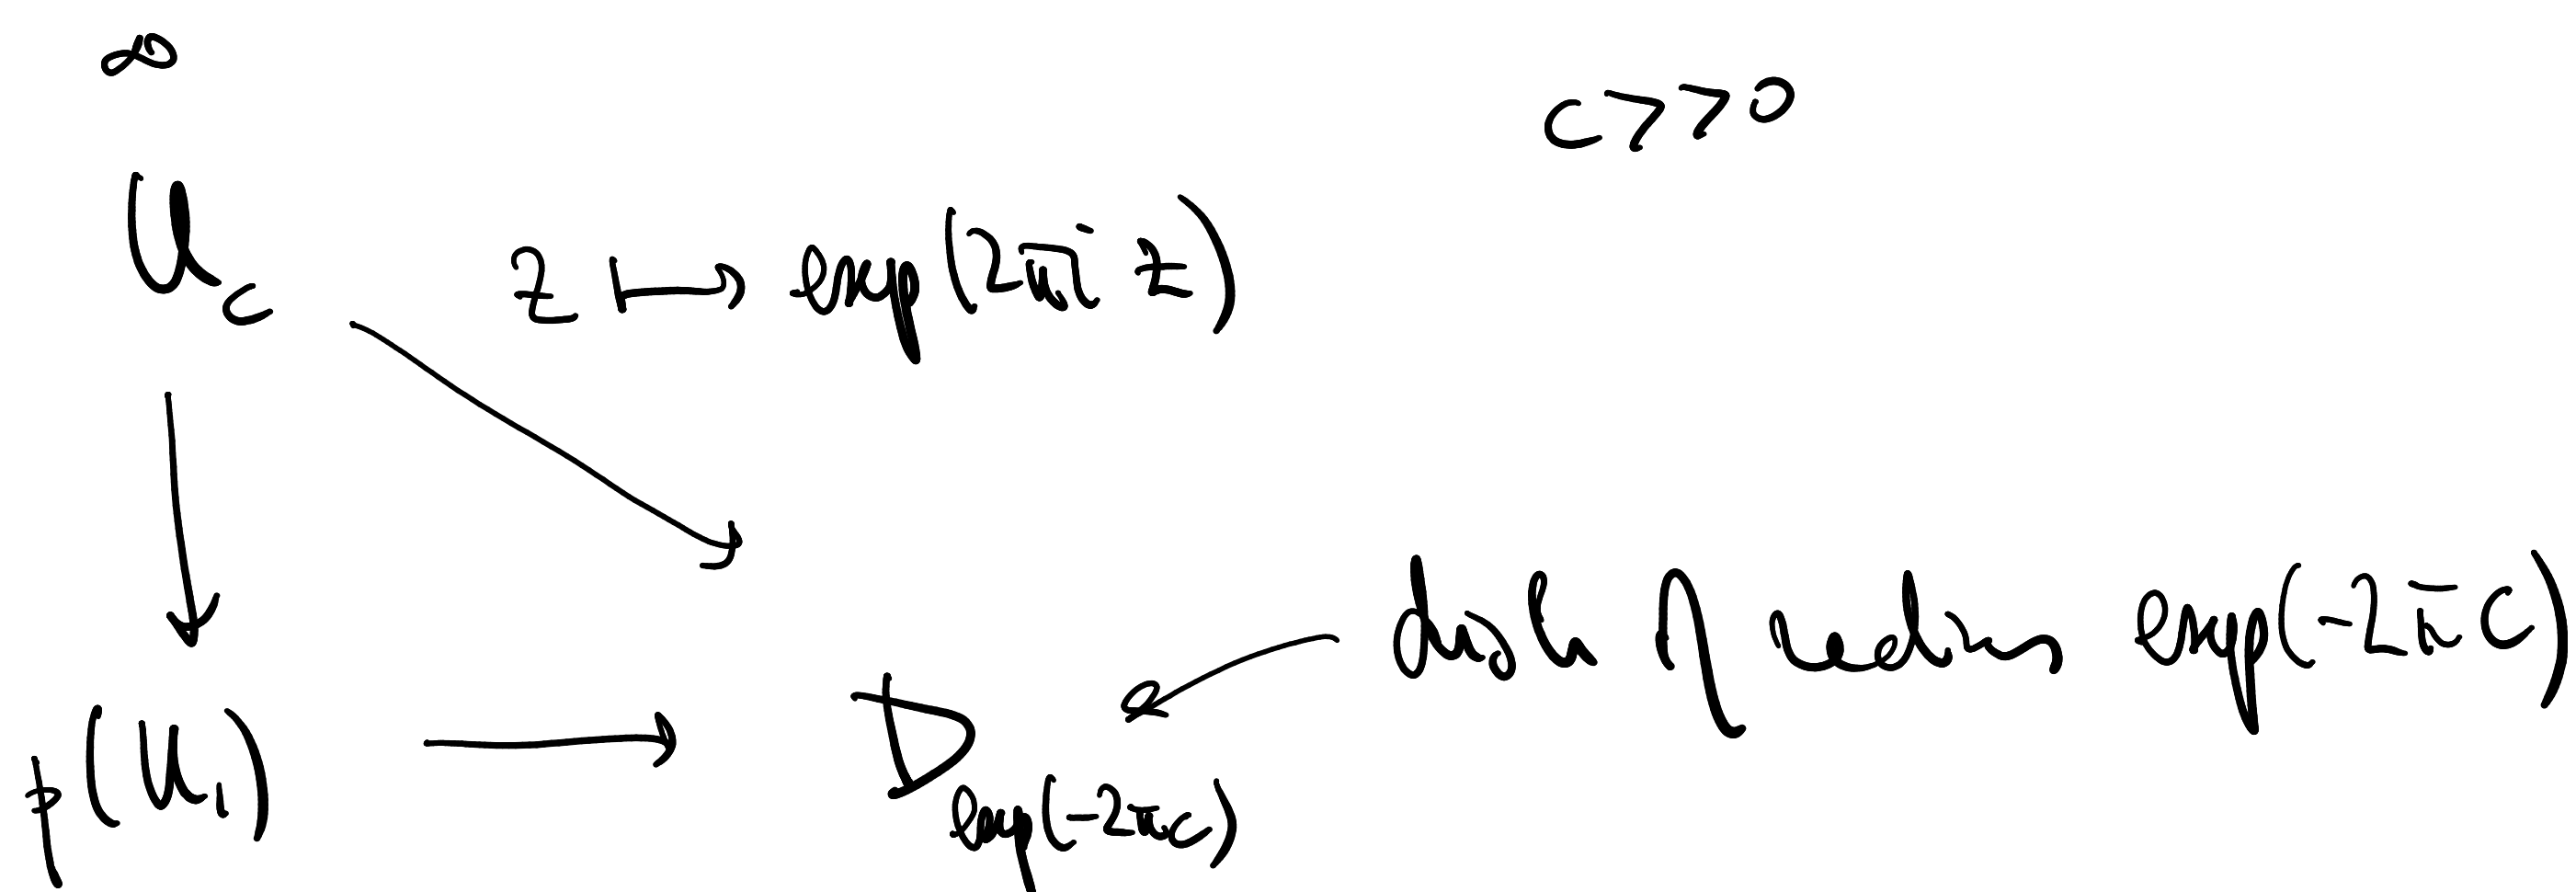 ∞
c >> 0
U_c
z ↦ exp(2πi z)
disk of radius exp(-2πc)
p(U_1)
D_exp(-2πc)